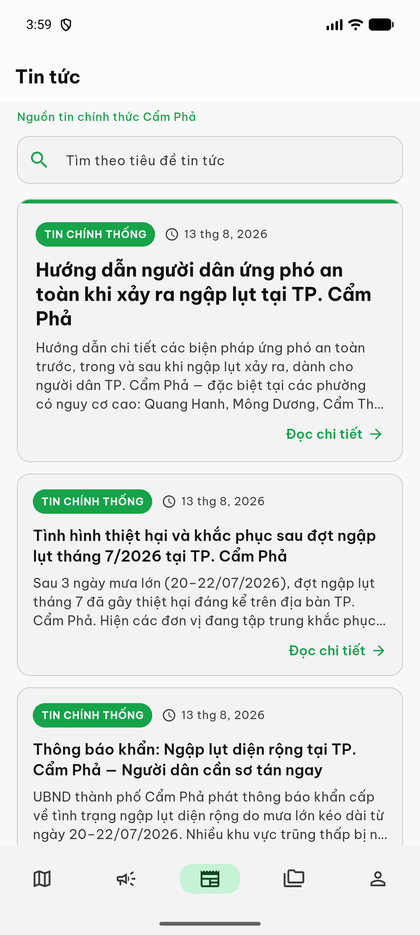 3:59
Tin tức
Nguồn tin chính thức Cẩm Phả
Tìm theo tiêu đề tin tức
TIN CHÍNH THỐNG 13 thg 8, 2026
Hướng dẫn người dân ứng phó an
toàn khi xảy ra ngập lụt tại TP. Cẩm
Phả
Hướng dẫn chi tiết các biện pháp ứng phó an toàn
trước, trong và sau khi ngập lụt xảy ra, dành cho
người dân TP. Cẩm Phả — đặc biệt tại các phường
có nguy cơ cao: Quang Hanh, Mông Dương, Cẩm Th...
Đọc chi tiết
TIN CHÍNH THỐNG 13 thg 8, 2026
Tình hình thiệt hại và khắc phục sau đợt ngập
lụt tháng 7/2026 tại TP. Cẩm Phả
Sau 3 ngày mưa lớn (20–22/07/2026), đợt ngập lụt
tháng 7 đã gây thiệt hại đáng kể trên địa bàn TP.
Cẩm Phả. Hiện các đơn vị đang tập trung khắc phục...
Đọc chi tiết
TIN CHÍNH THỐNG 13 thg 8, 2026
Thông báo khẩn: Ngập lụt diện rộng tại TP.
Cẩm Phả — Người dân cần sơ tán ngay
UBND thành phố Cẩm Phả phát thông báo khẩn cấp
về tình trạng ngập lụt diện rộng do mưa lớn kéo dài từ
ngày 20–22/07/2026. Nhiều khu vực trũng thấp bị n...